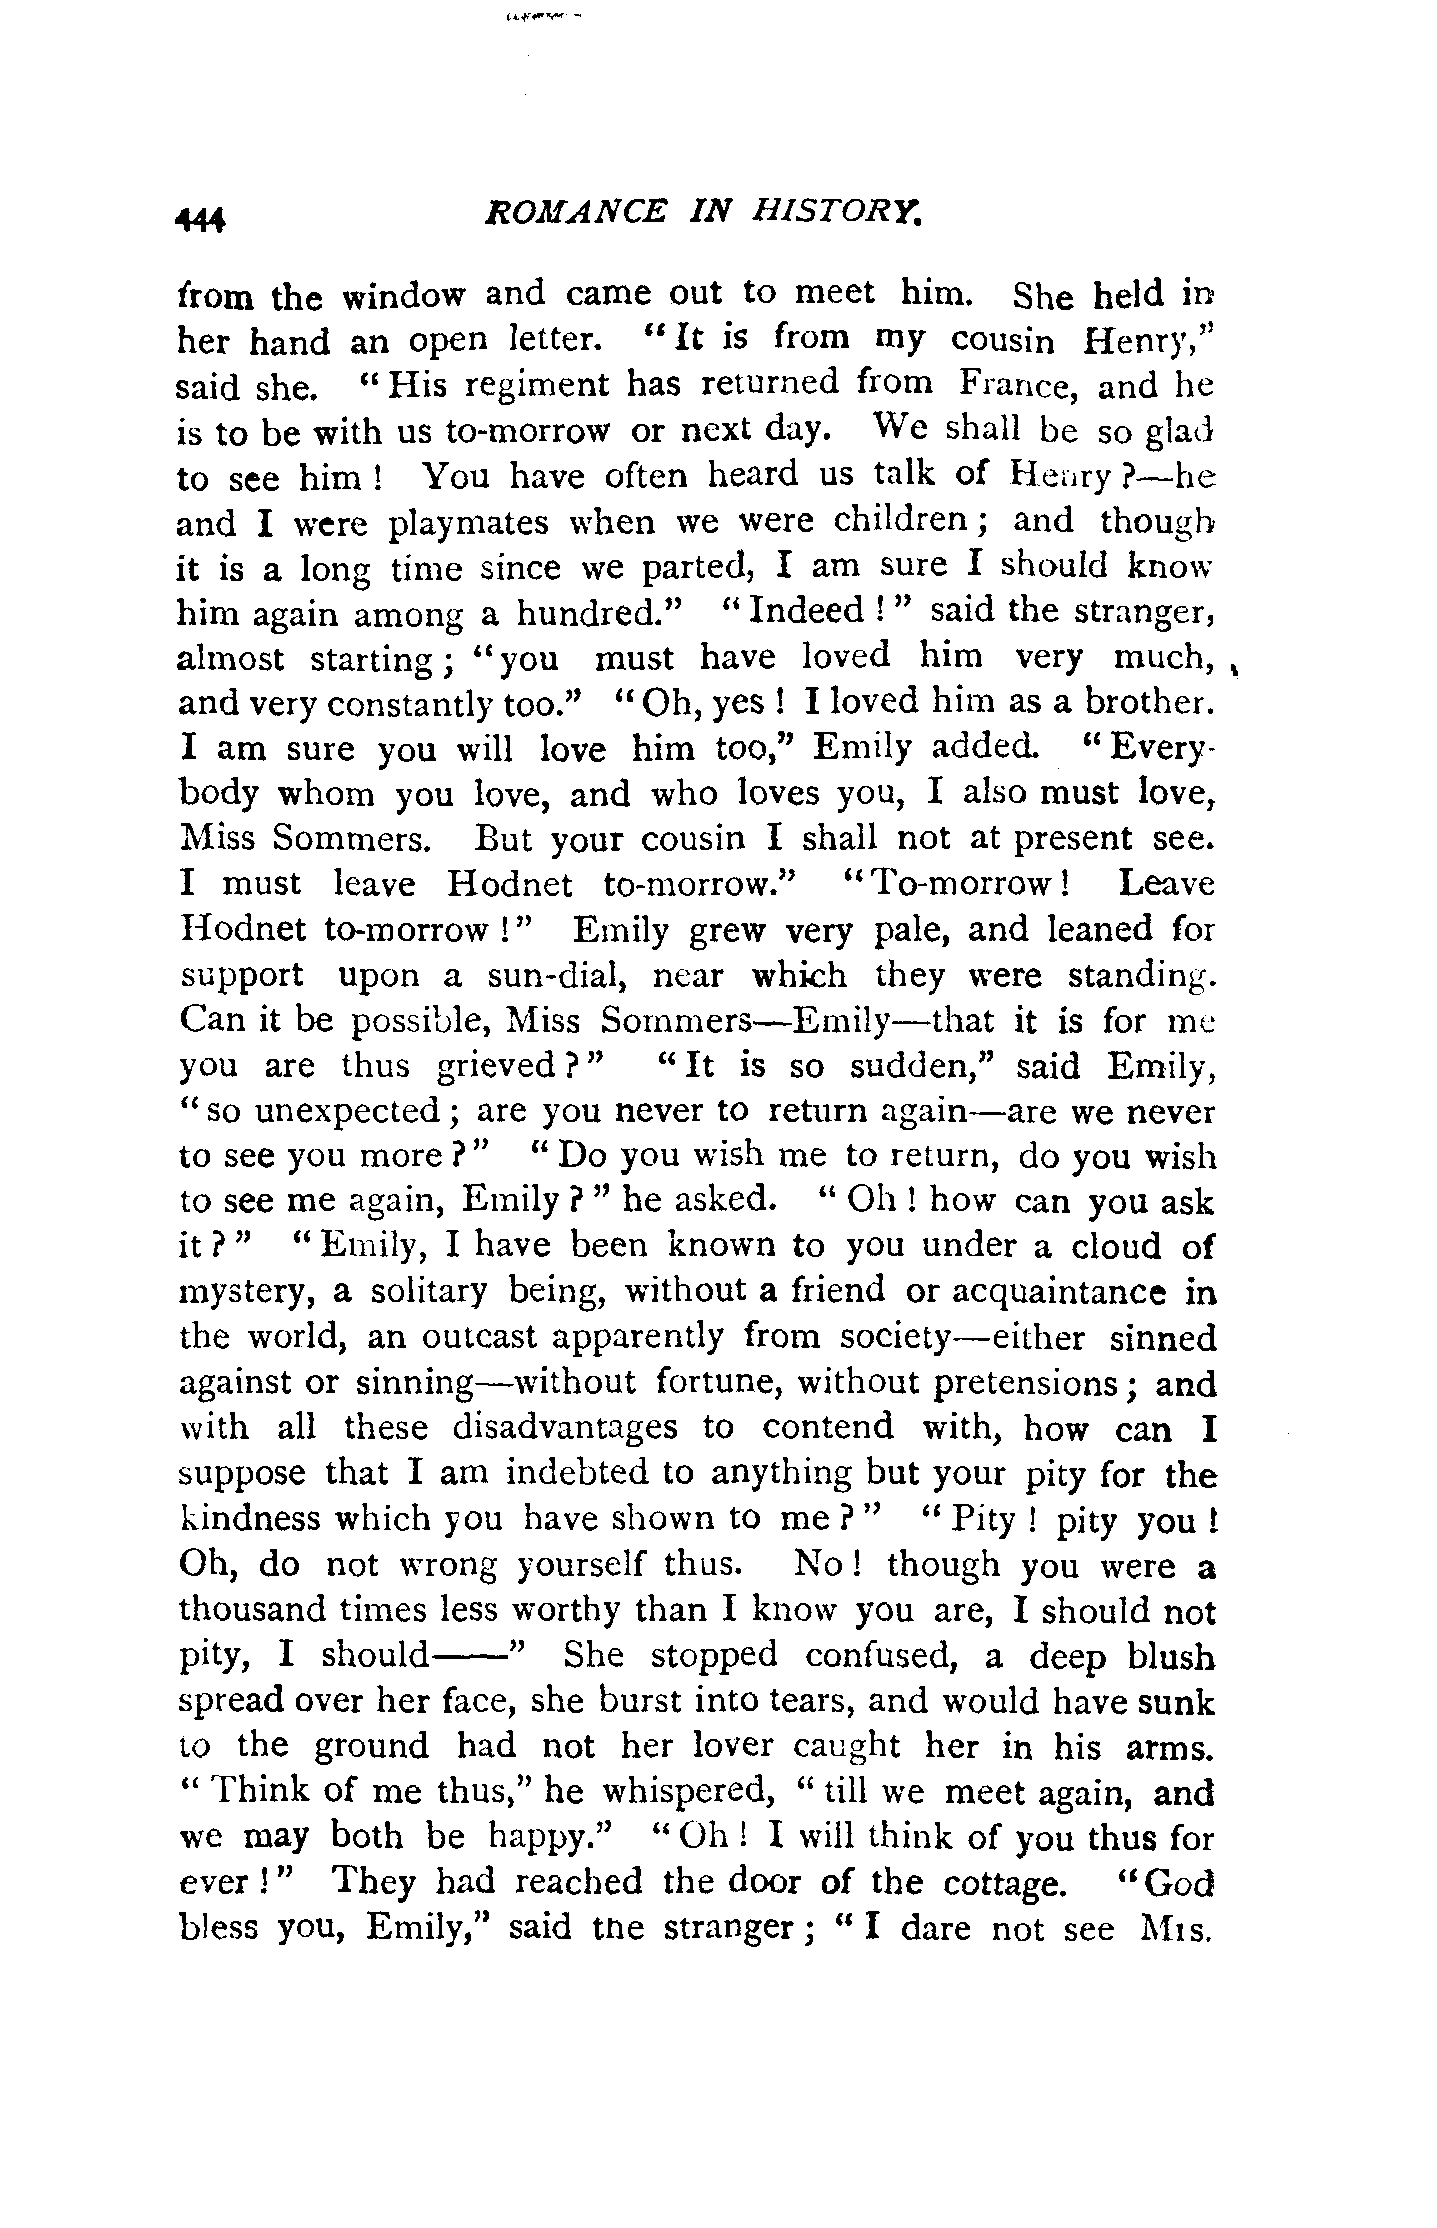 444 ROMANCE IN HISTORY.
from the window and came out to meet him. She held in
her hand an open letter. "It is from my cousin Henry,"
said she. "His regiment has returned from France, and he
is to be with us to-morrow or next day. We shall be so glad
to see him! You have often heard us talk of Henry?—he
and I were playmates when we were children; and though
it is a long time since we parted, I am sure I should know
him again among a hundred." "Indeed!" said the stranger,
almost starting; "you must have loved him very much,
and very constantly too." "Oh, yes! I loved him as a brother.
I am sure you will love him too," Emily added. "Every-
body whom you love, and who loves you, I also must love,
Miss Sommers. But your cousin I shall not at present see.
I must leave Hodnet to-morrow." "To-morrow! Leave
Hodnet to-morrow!" Emily grew very pale, and leaned for
support upon a sun-dial, near which they were standing.
Can it be possible, Miss Sommers—Emily—that it is for me
you are thus grieved?" "It is so sudden," said Emily,
"so unexpected; are you never to return again—are we never
to see you more?" "Do you wish me to return, do you wish
to see me again, Emily?" he asked. "Oh! how can you ask
it?" "Emily, I have been known to you under a cloud of
mystery, a solitary being, without a friend or acquaintance in
the world, an outcast apparently from society—either sinned
against or sinning—without fortune, without pretensions; and
with all these disadvantages to contend with, how can I
suppose that I am indebted to anything but your pity for the
kindness which you have shown to me?" "Pity! pity you!
Oh, do not wrong yourself thus. No! though you were a
thousand times less worthy than I know you are, I should not
pity, I should——" She stopped confused, a deep blush
spread over her face, she burst into tears, and would have sunk
to the ground had not her lover caught her in his arms.
"Think of me thus," he whispered, "till we meet again, and
we may both be happy." "Oh! I will think of you thus for
ever!" They had reached the door of the cottage. "God
bless you, Emily," said the stranger; "I dare not see Mrs.